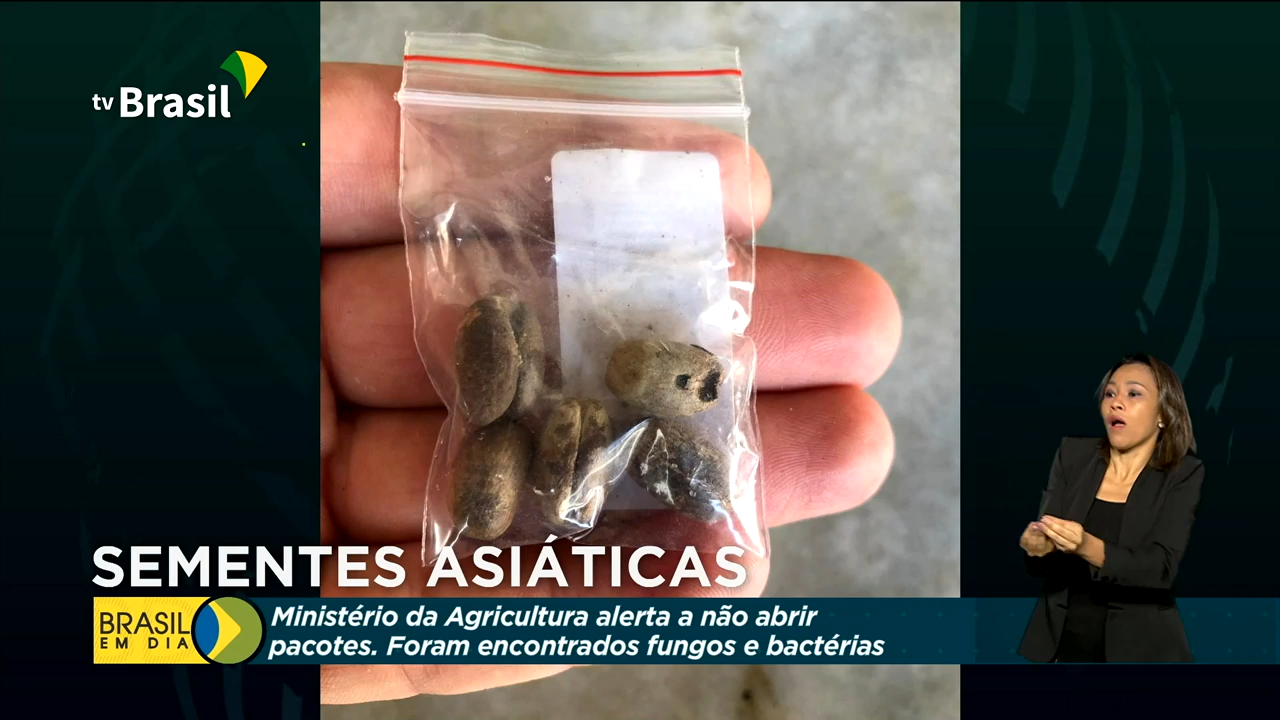 tv Brasil
SEMENTES ASIÁTICAS
BRASIL
EM DIA
Ministério da Agricultura alerta a não abrir
pacotes. Foram encontrados fungos e bactérias